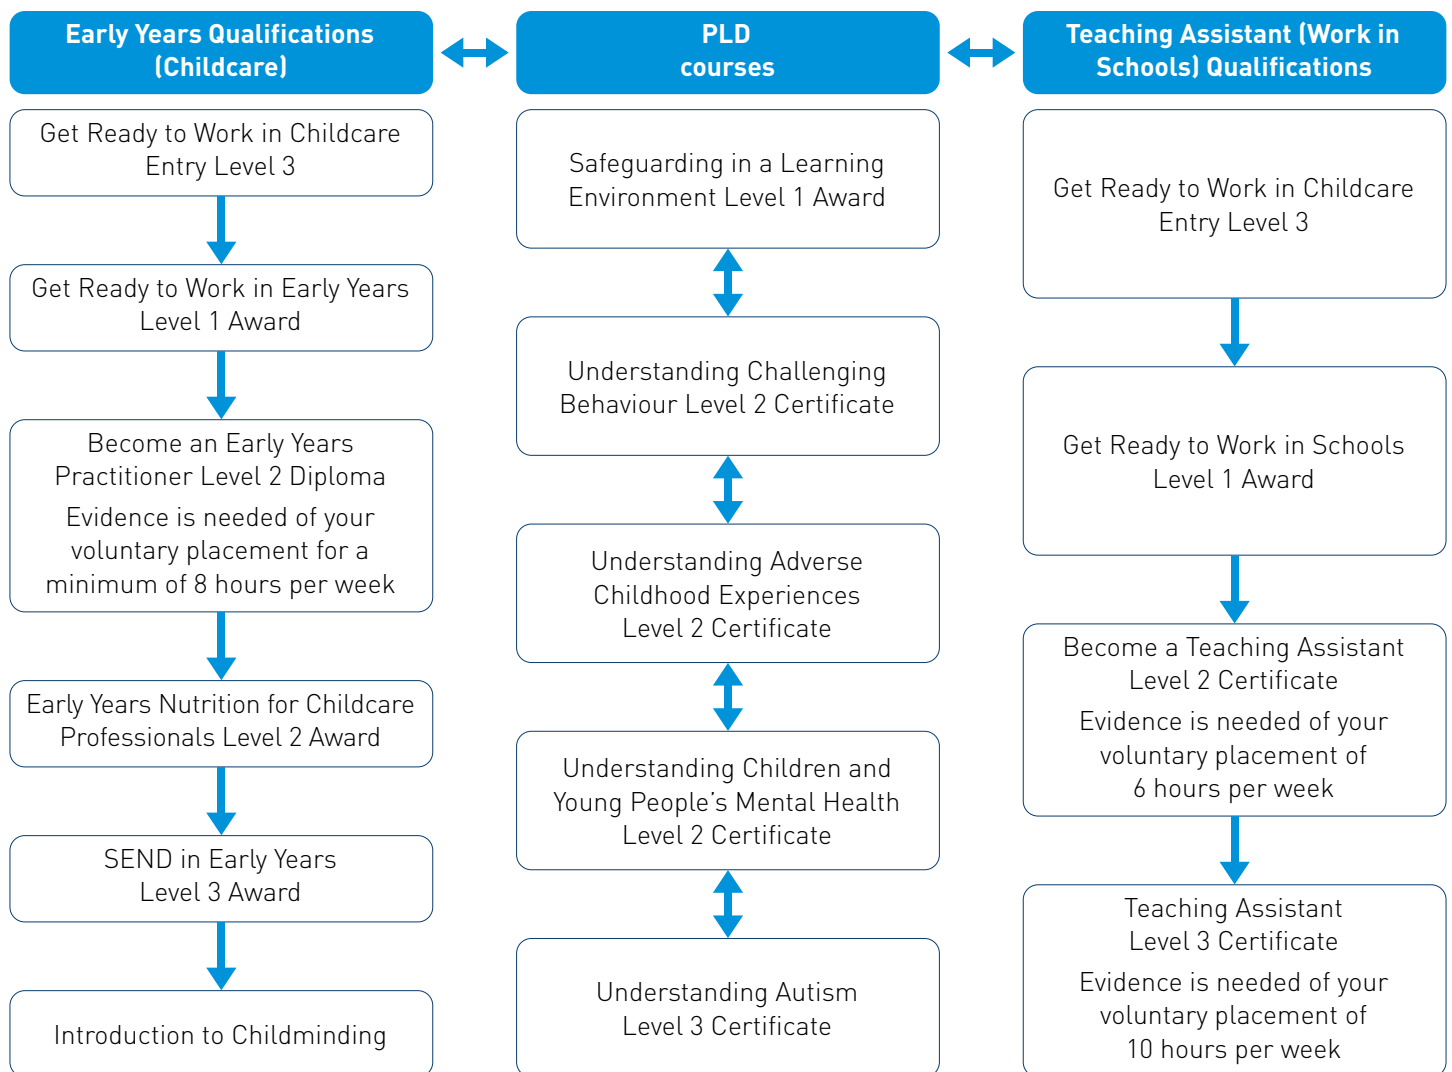 Early Years Qualifications
(Childcare)
Get Ready to Work in Childcare
Entry Level 3
Get Ready to Work in Early Years
Level 1 Award
Become an Early Years
Practitioner Level 2 Diploma
Evidence is needed of your
voluntary placement for a
minimum of 8 hours per week
Early Years Nutrition for Childcare
Professionals Level 2 Award
SEND in Early Years
Level 3 Award
Introduction to Childminding
PLD
courses
Safeguarding in a Learning
Environment Level 1 Award
Understanding Challenging
Behaviour Level 2 Certificate
Understanding Adverse
Childhood Experiences
Level 2 Certificate
Understanding Children and
Young People’s Mental Health
Level 2 Certificate
Understanding Autism
Level 3 Certificate
Teaching Assistant (Work in
Schools) Qualifications
Get Ready to Work in Childcare
Entry Level 3
Get Ready to Work in Schools
Level 1 Award
Become a Teaching Assistant
Level 2 Certificate
Evidence is needed of your
voluntary placement of
6 hours per week
Teaching Assistant
Level 3 Certificate
Evidence is needed of your
voluntary placement of
10 hours per week